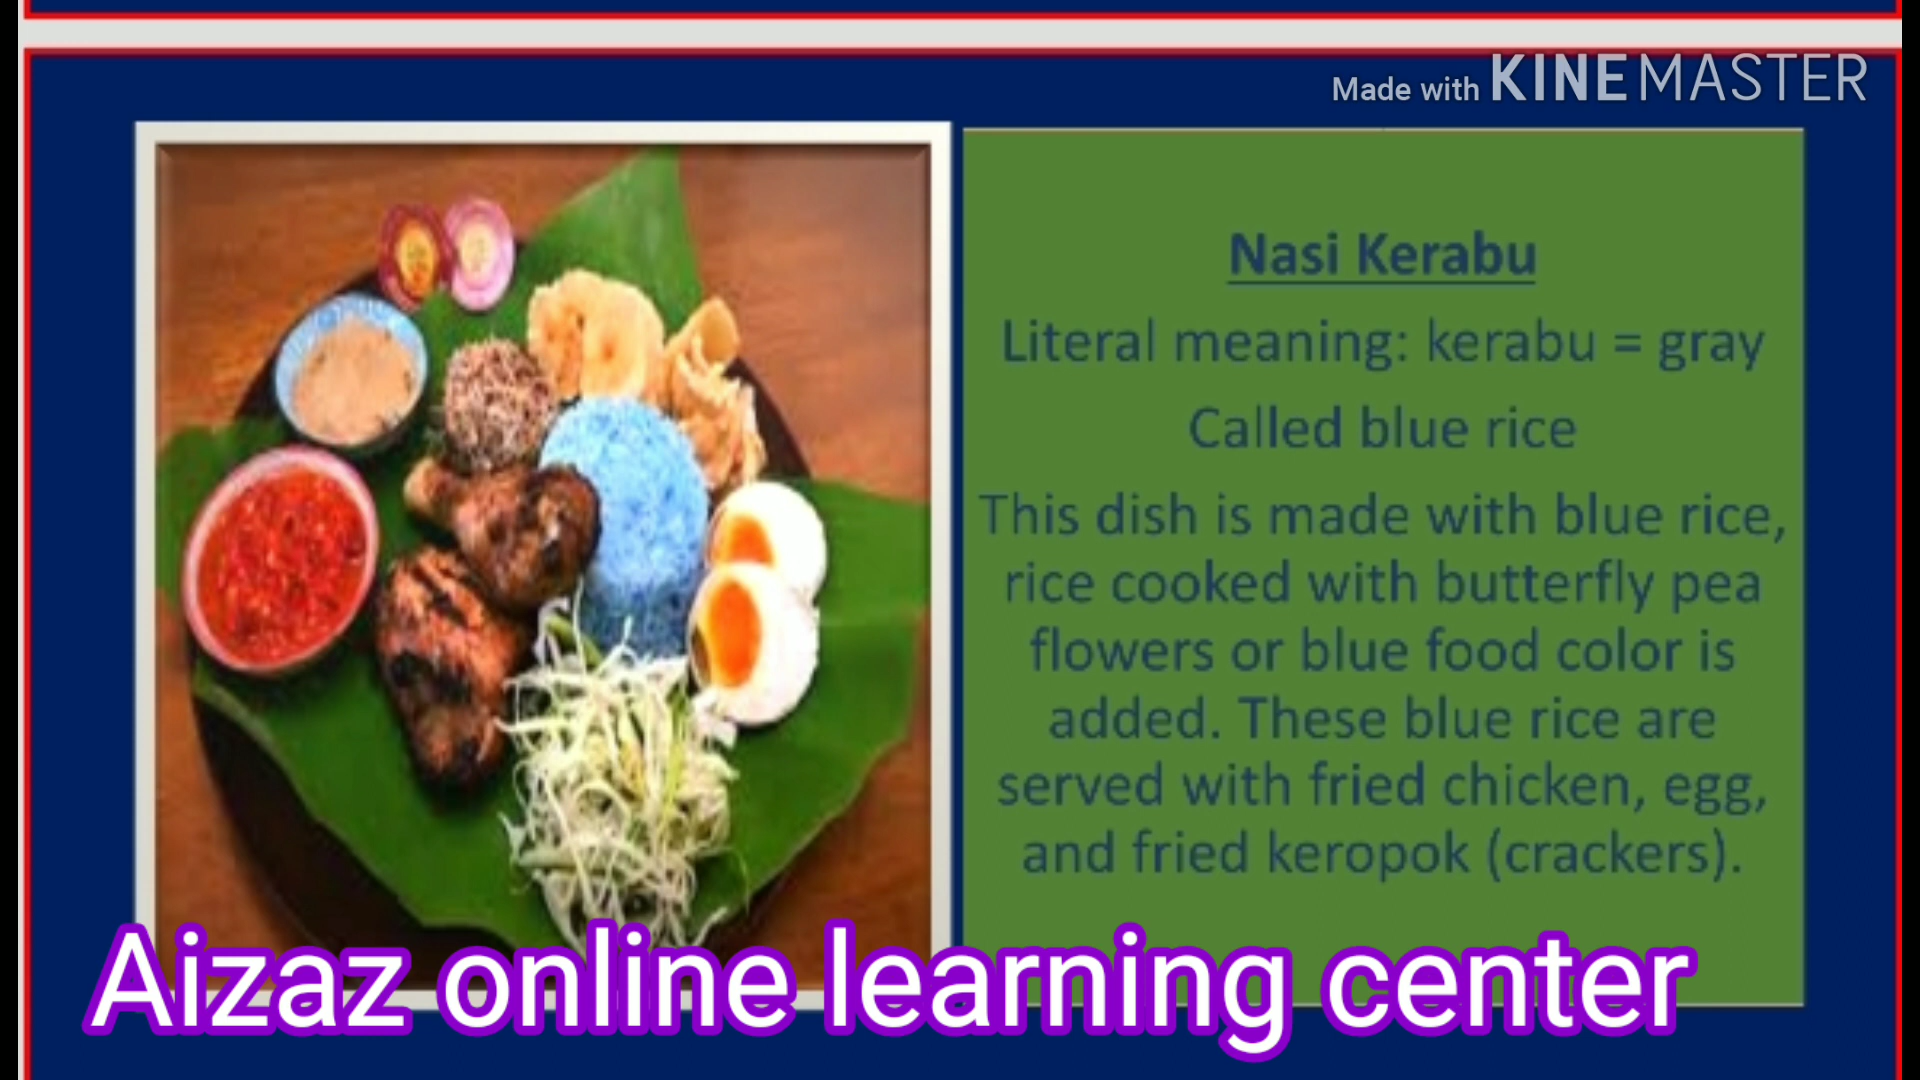 Made with KINEMASTER
Nasi Kerabu
Literal meaning: kerabu = gray
Called blue rice
This dish is made with blue rice,
rice cooked with butterfly pea
flowers or blue food color is
added. These blue rice are
served with fried chicken, egg,
and fried keropok (crackers).
Aizaz online learning center